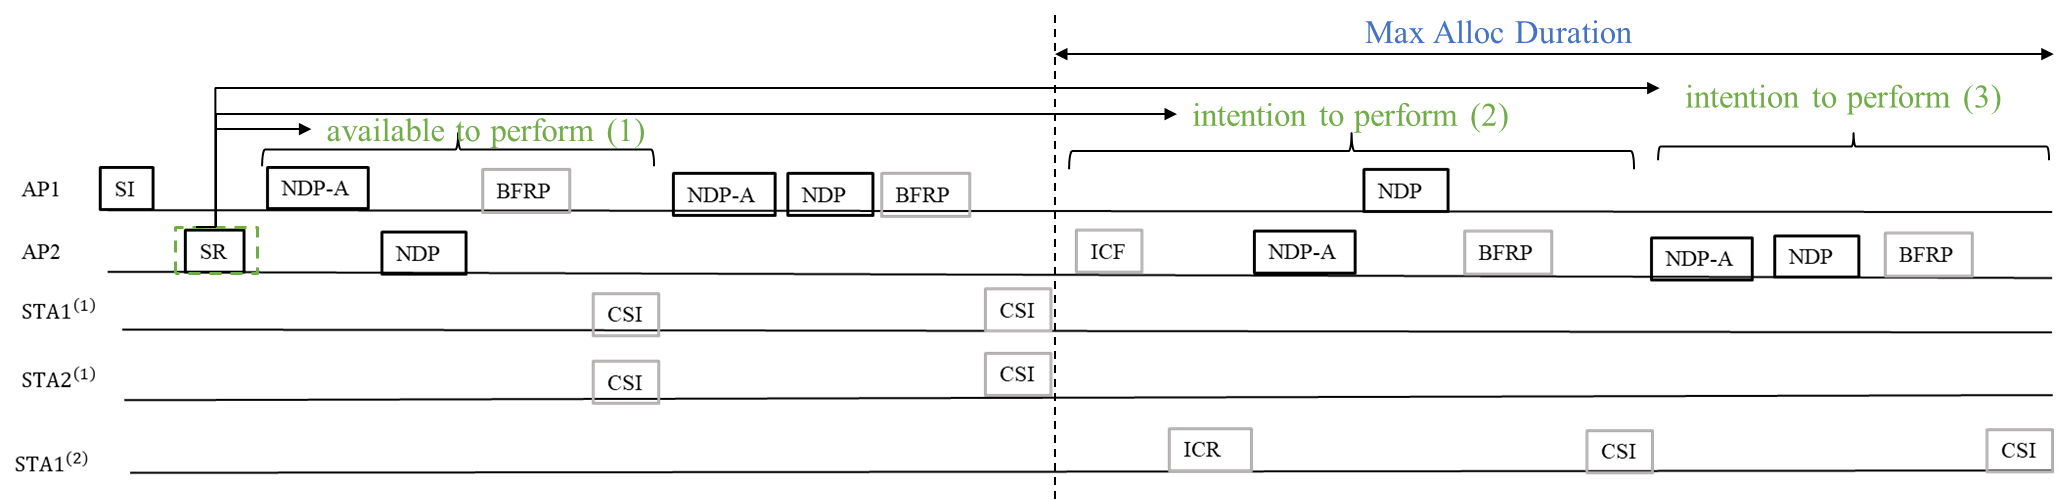 Max Alloc Duration
intention to perform (3)
intention to perform (2)
available to perform (1)
AP1 SI NDP-A BFRP NDP-A NDP BFRP NDP
AP2 SR NDP ICF NDP-A BFRP NDP-A NDP BFRP
STA1⁽¹⁾ CSI CSI
STA2⁽¹⁾ CSI CSI
STA1⁽²⁾ ICR CSI CSI